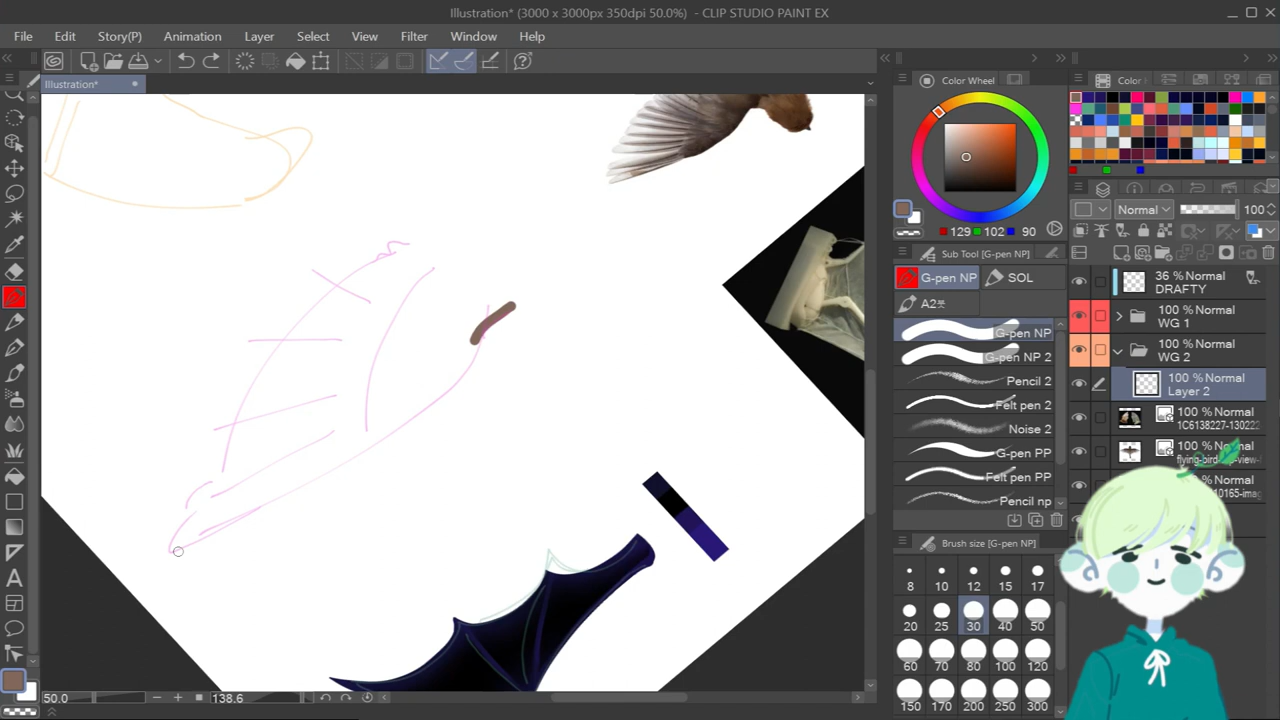 Illustration* (3000 x 3000px 350dpi 50.0%) - CLIP STUDIO PAINT EX
File Edit Story(P) Animation Layer Select View Filter Window Help
Illustration*
Color Wheel
Color
129 102 90
Normal 100
Sub Tool [G-pen NP]
G-pen NP SOL
G-pen NP
G-pen NP 2
Pencil 2
Felt pen 2
Noise 2
G-pen PP
Felt pen PP
Pencil np
36 % Normal
DRAFTY
100 % Normal
WG 1
100 % Normal
WG 2
100 % Normal
Layer 2
100 % Normal
1C6138227-130222
100 % Normal
Brush size [G-pen NP]
8 10 12 15 17
20 25 30 40 50
60 70 80 100 120
150 170 200 250 300
50.0 138.6